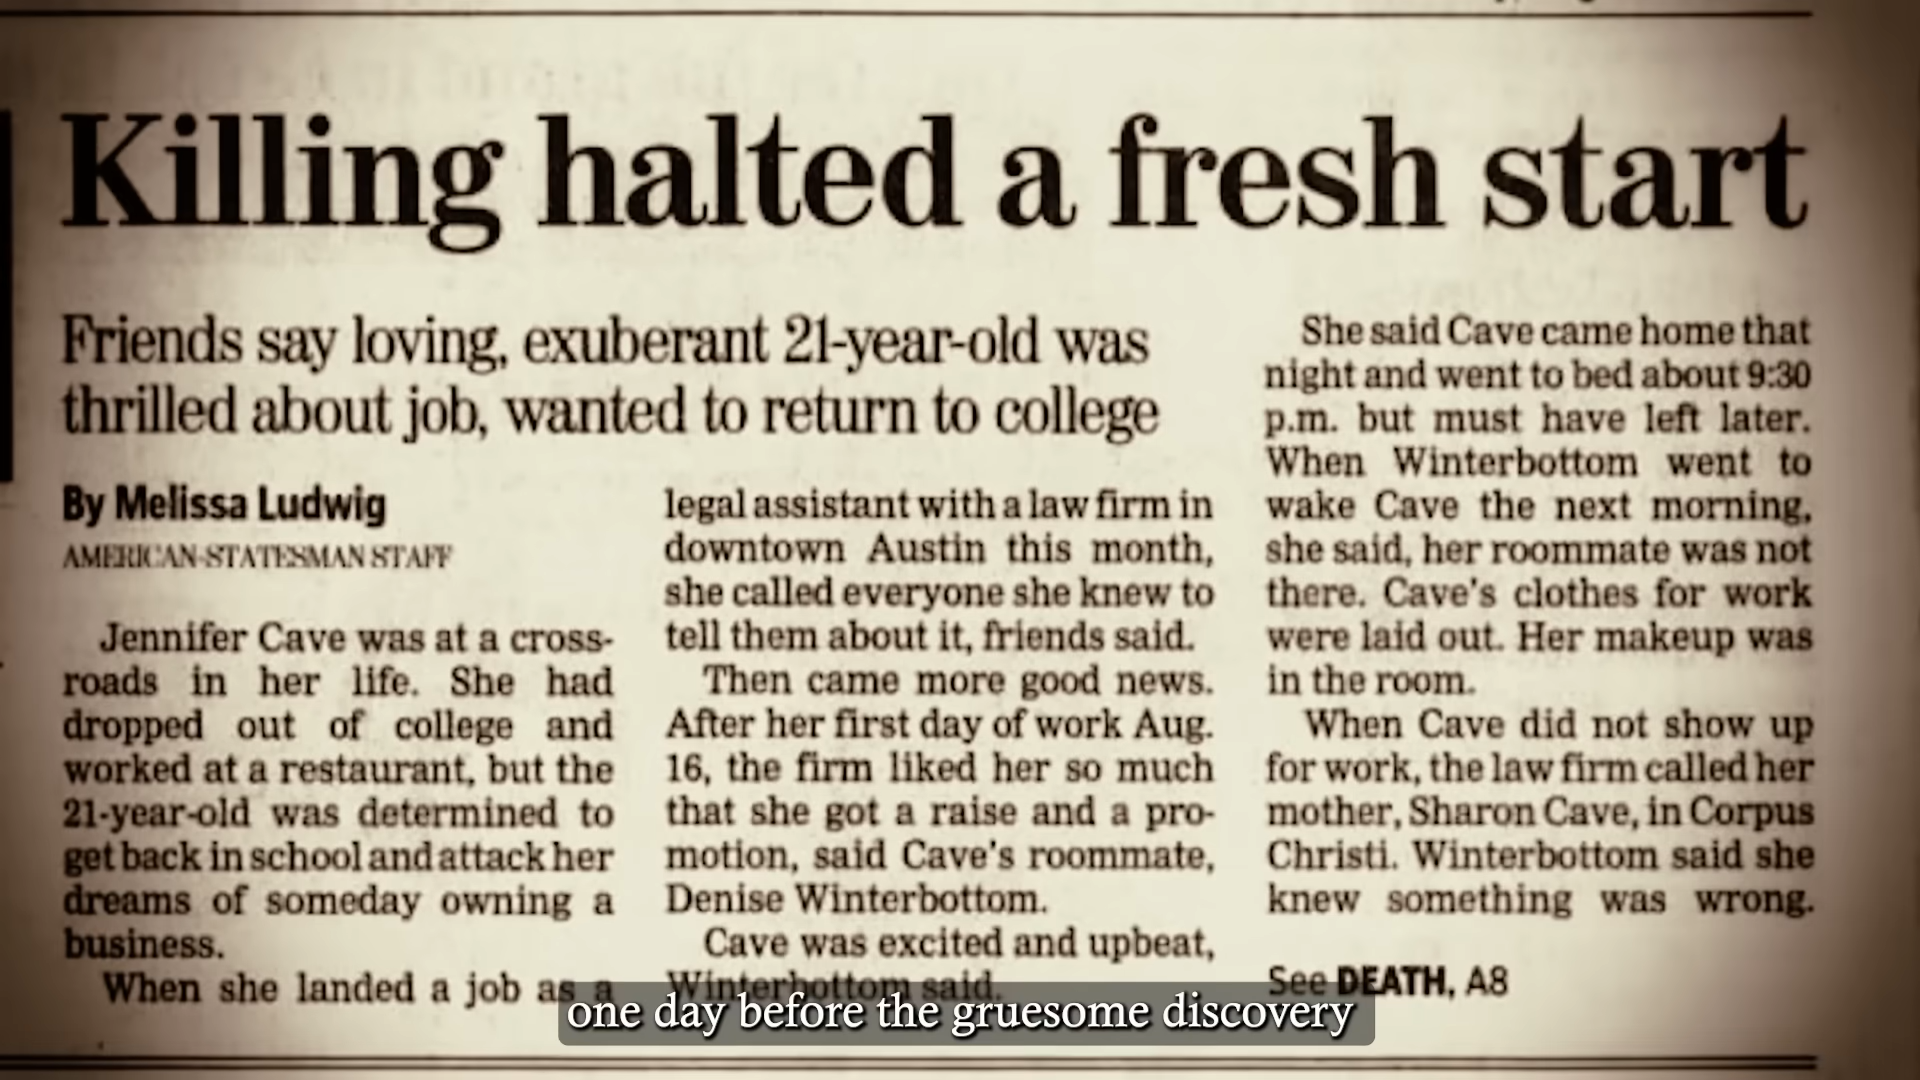 Killing halted a fresh start
Friends say loving, exuberant 21-year-old was
thrilled about job, wanted to return to college
By Melissa Ludwig
AMERICAN-STATESMAN STAFF
Jennifer Cave was at a cross-
roads in her life. She had
dropped out of college and
worked at a restaurant, but the
21-year-old was determined to
get back in school and attack her
dreams of someday owning a
business.
When she landed a job as a
legal assistant with a law firm in
downtown Austin this month,
she called everyone she knew to
tell them about it, friends said.
Then came more good news.
After her first day of work Aug.
16, the firm liked her so much
that she got a raise and a pro-
motion, said Cave's roommate,
Denise Winterbottom.
Cave was excited and upbeat,
Winterbottom said.
She said Cave came home that
night and went to bed about 9:30
p.m. but must have left later.
When Winterbottom went to
wake Cave the next morning,
she said, her roommate was not
there. Cave's clothes for work
were laid out. Her makeup was
in the room.
When Cave did not show up
for work, the law firm called her
mother, Sharon Cave, in Corpus
Christi. Winterbottom said she
knew something was wrong.
See DEATH, A8
one day before the gruesome discovery